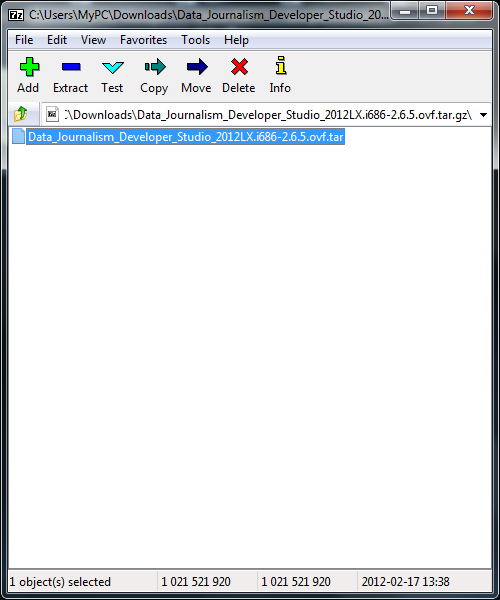 7z C:\Users\MyPC\Downloads\Data_Journalism_Developer_Studio_20...
File Edit View Favorites Tools Help
Add Extract Test Copy Move Delete Info
:\Downloads\Data_Journalism_Developer_Studio_2012LX.i686-2.6.5.ovf.tar.gz\
Data_Journalism_Developer_Studio_2012LX.i686-2.6.5.ovf.tar
1 object(s) selected 1 021 521 920 1 021 521 920 2012-02-17 13:38